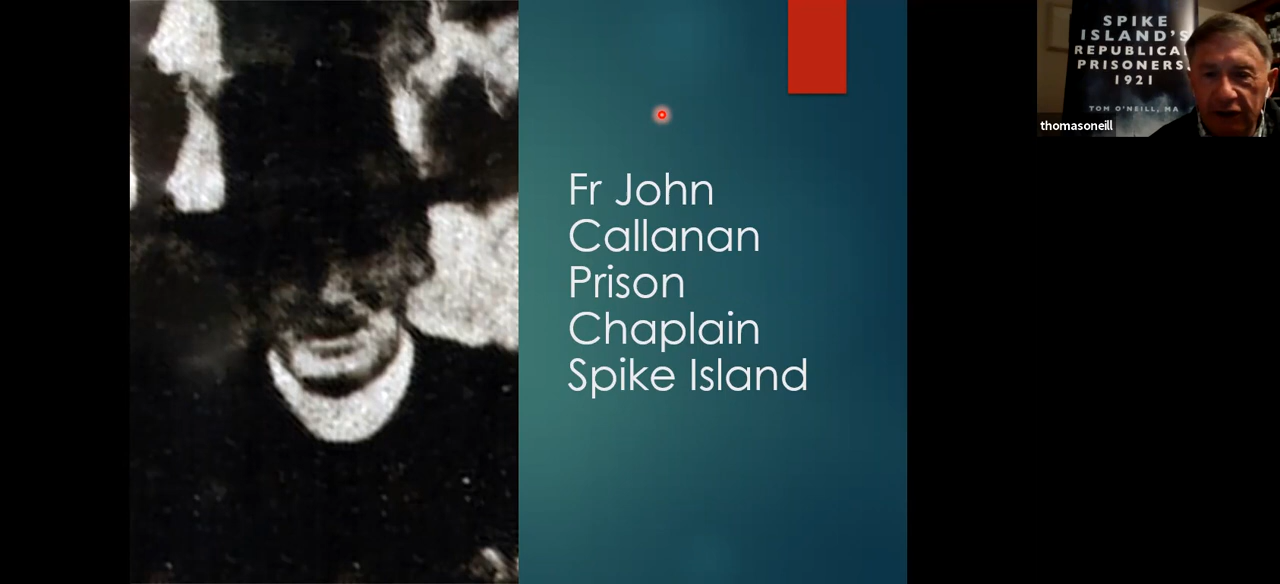 Fr John
Callanan
Prison
Chaplain
Spike Island
SPIKE
ISLAND'S
REPUBLICA
PRISONERS,
1921
TOM O'NEILL, MA
thomasoneill